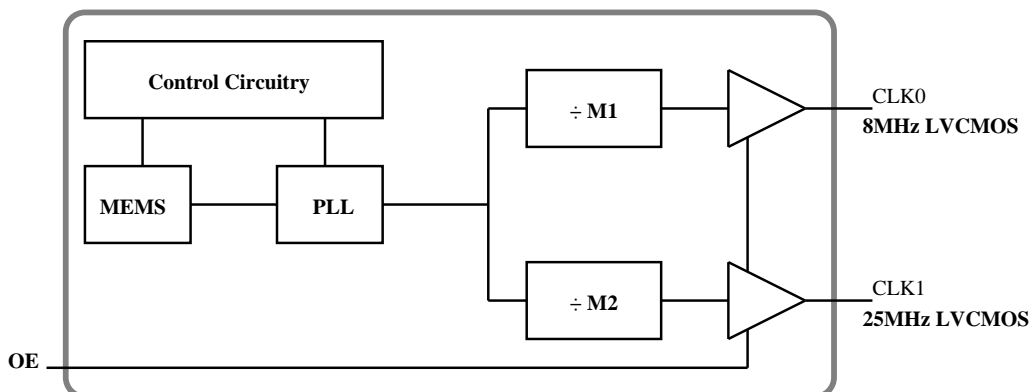 Control Circuitry
÷ M1
CLK0
8MHz LVCMOS
MEMS
PLL
÷ M2
CLK1
25MHz LVCMOS
OE